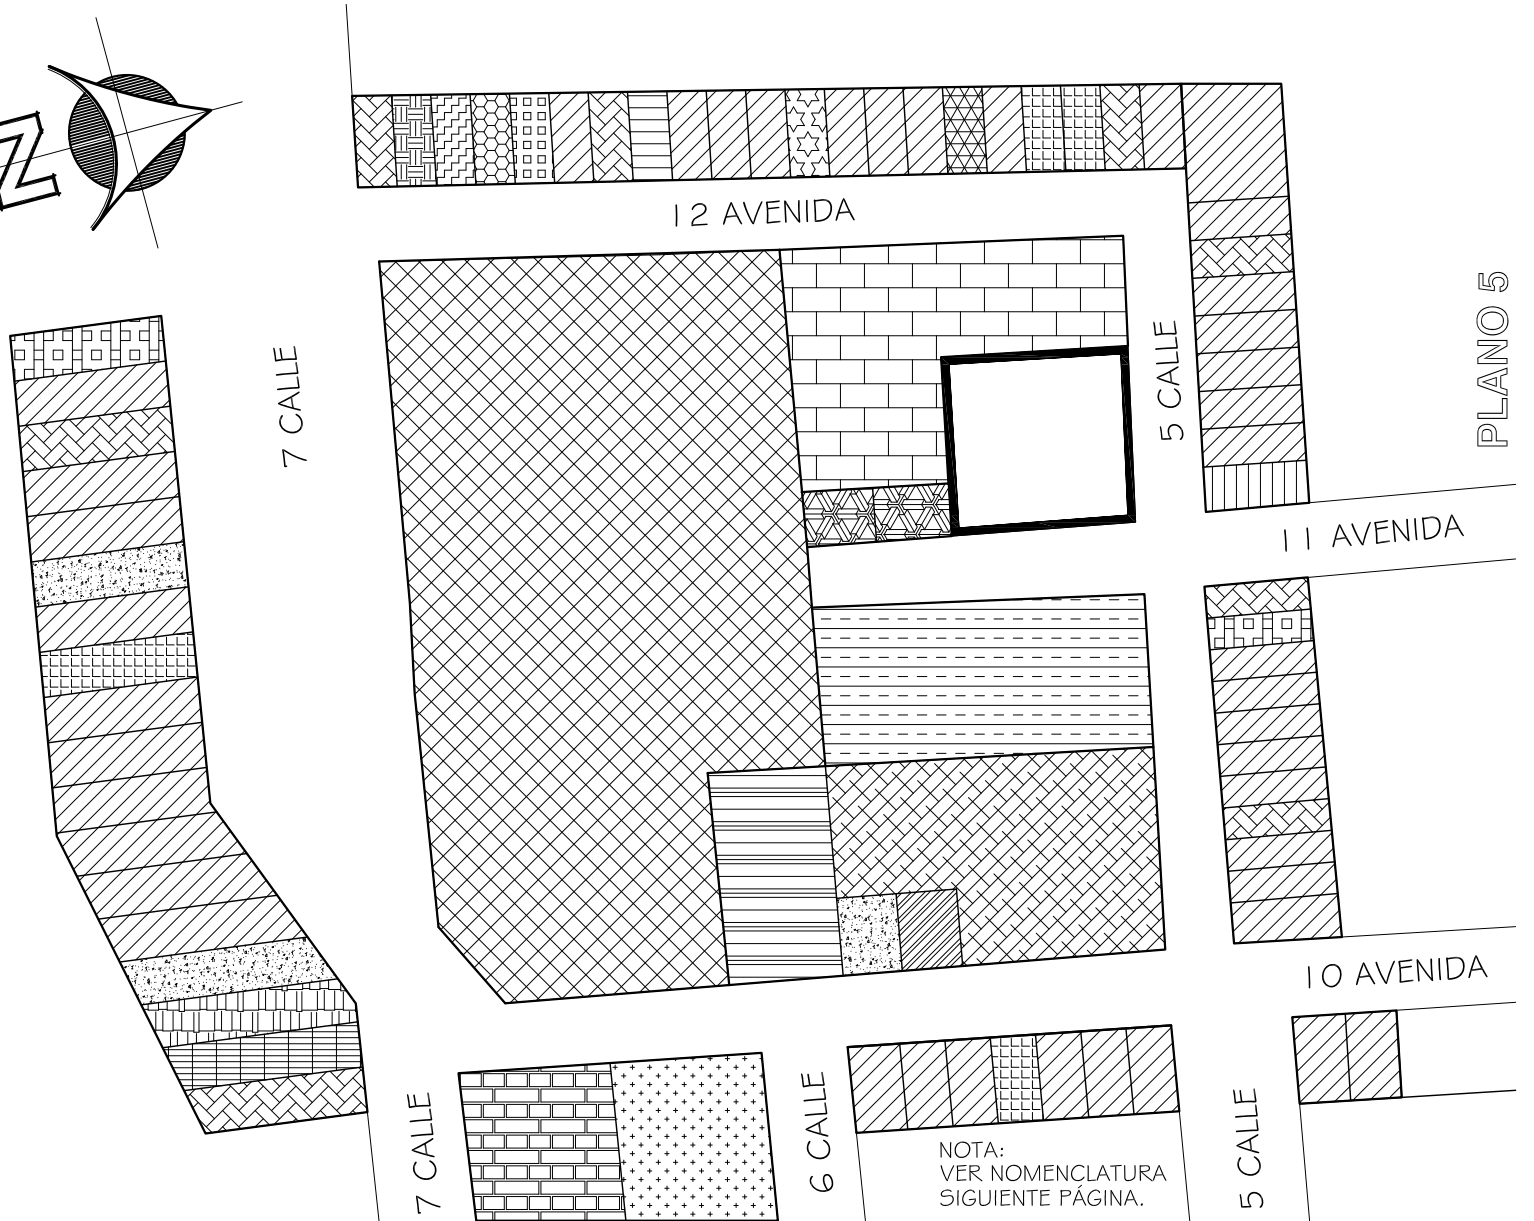 N
12 AVENIDA
7 CALLE
5 CALLE
PLANO 5
11 AVENIDA
10 AVENIDA
7 CALLE
6 CALLE
5 CALLE
NOTA:
VER NOMENCLATURA
SIGUIENTE PÁGINA.